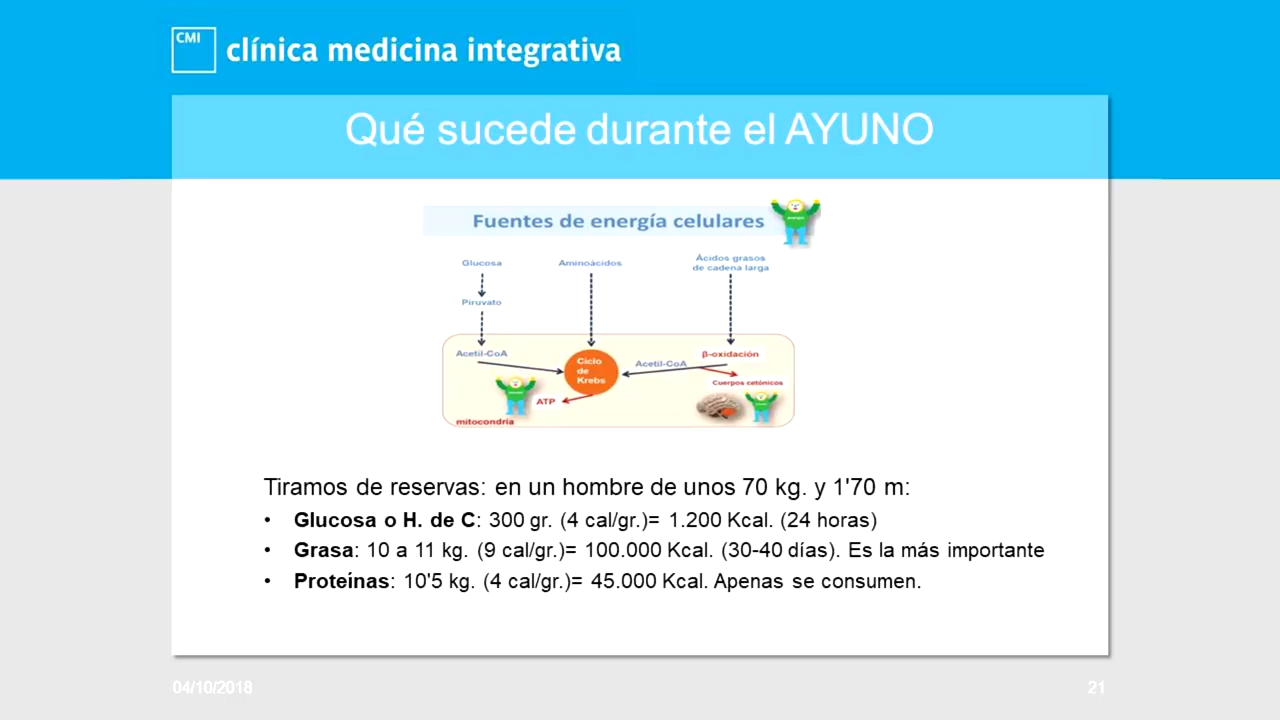 CMI
clínica medicina integrativa
Qué sucede durante el AYUNO
Fuentes de energía celulares
Glucosa
Aminoácidos
Ácidos grasos
de cadena larga
Piruvato
Acetil-CoA
Ciclo
de
Krebs
Acetil-CoA
β-oxidación
Cuerpos cetónicos
ATP
mitocondria
Tiramos de reservas: en un hombre de unos 70 kg. y 1'70 m:
• Glucosa o H. de C: 300 gr. (4 cal/gr.)= 1.200 Kcal. (24 horas)
• Grasa: 10 a 11 kg. (9 cal/gr.)= 100.000 Kcal. (30-40 días). Es la más importante
• Proteínas: 10'5 kg. (4 cal/gr.)= 45.000 Kcal. Apenas se consumen.
04/10/2018
21